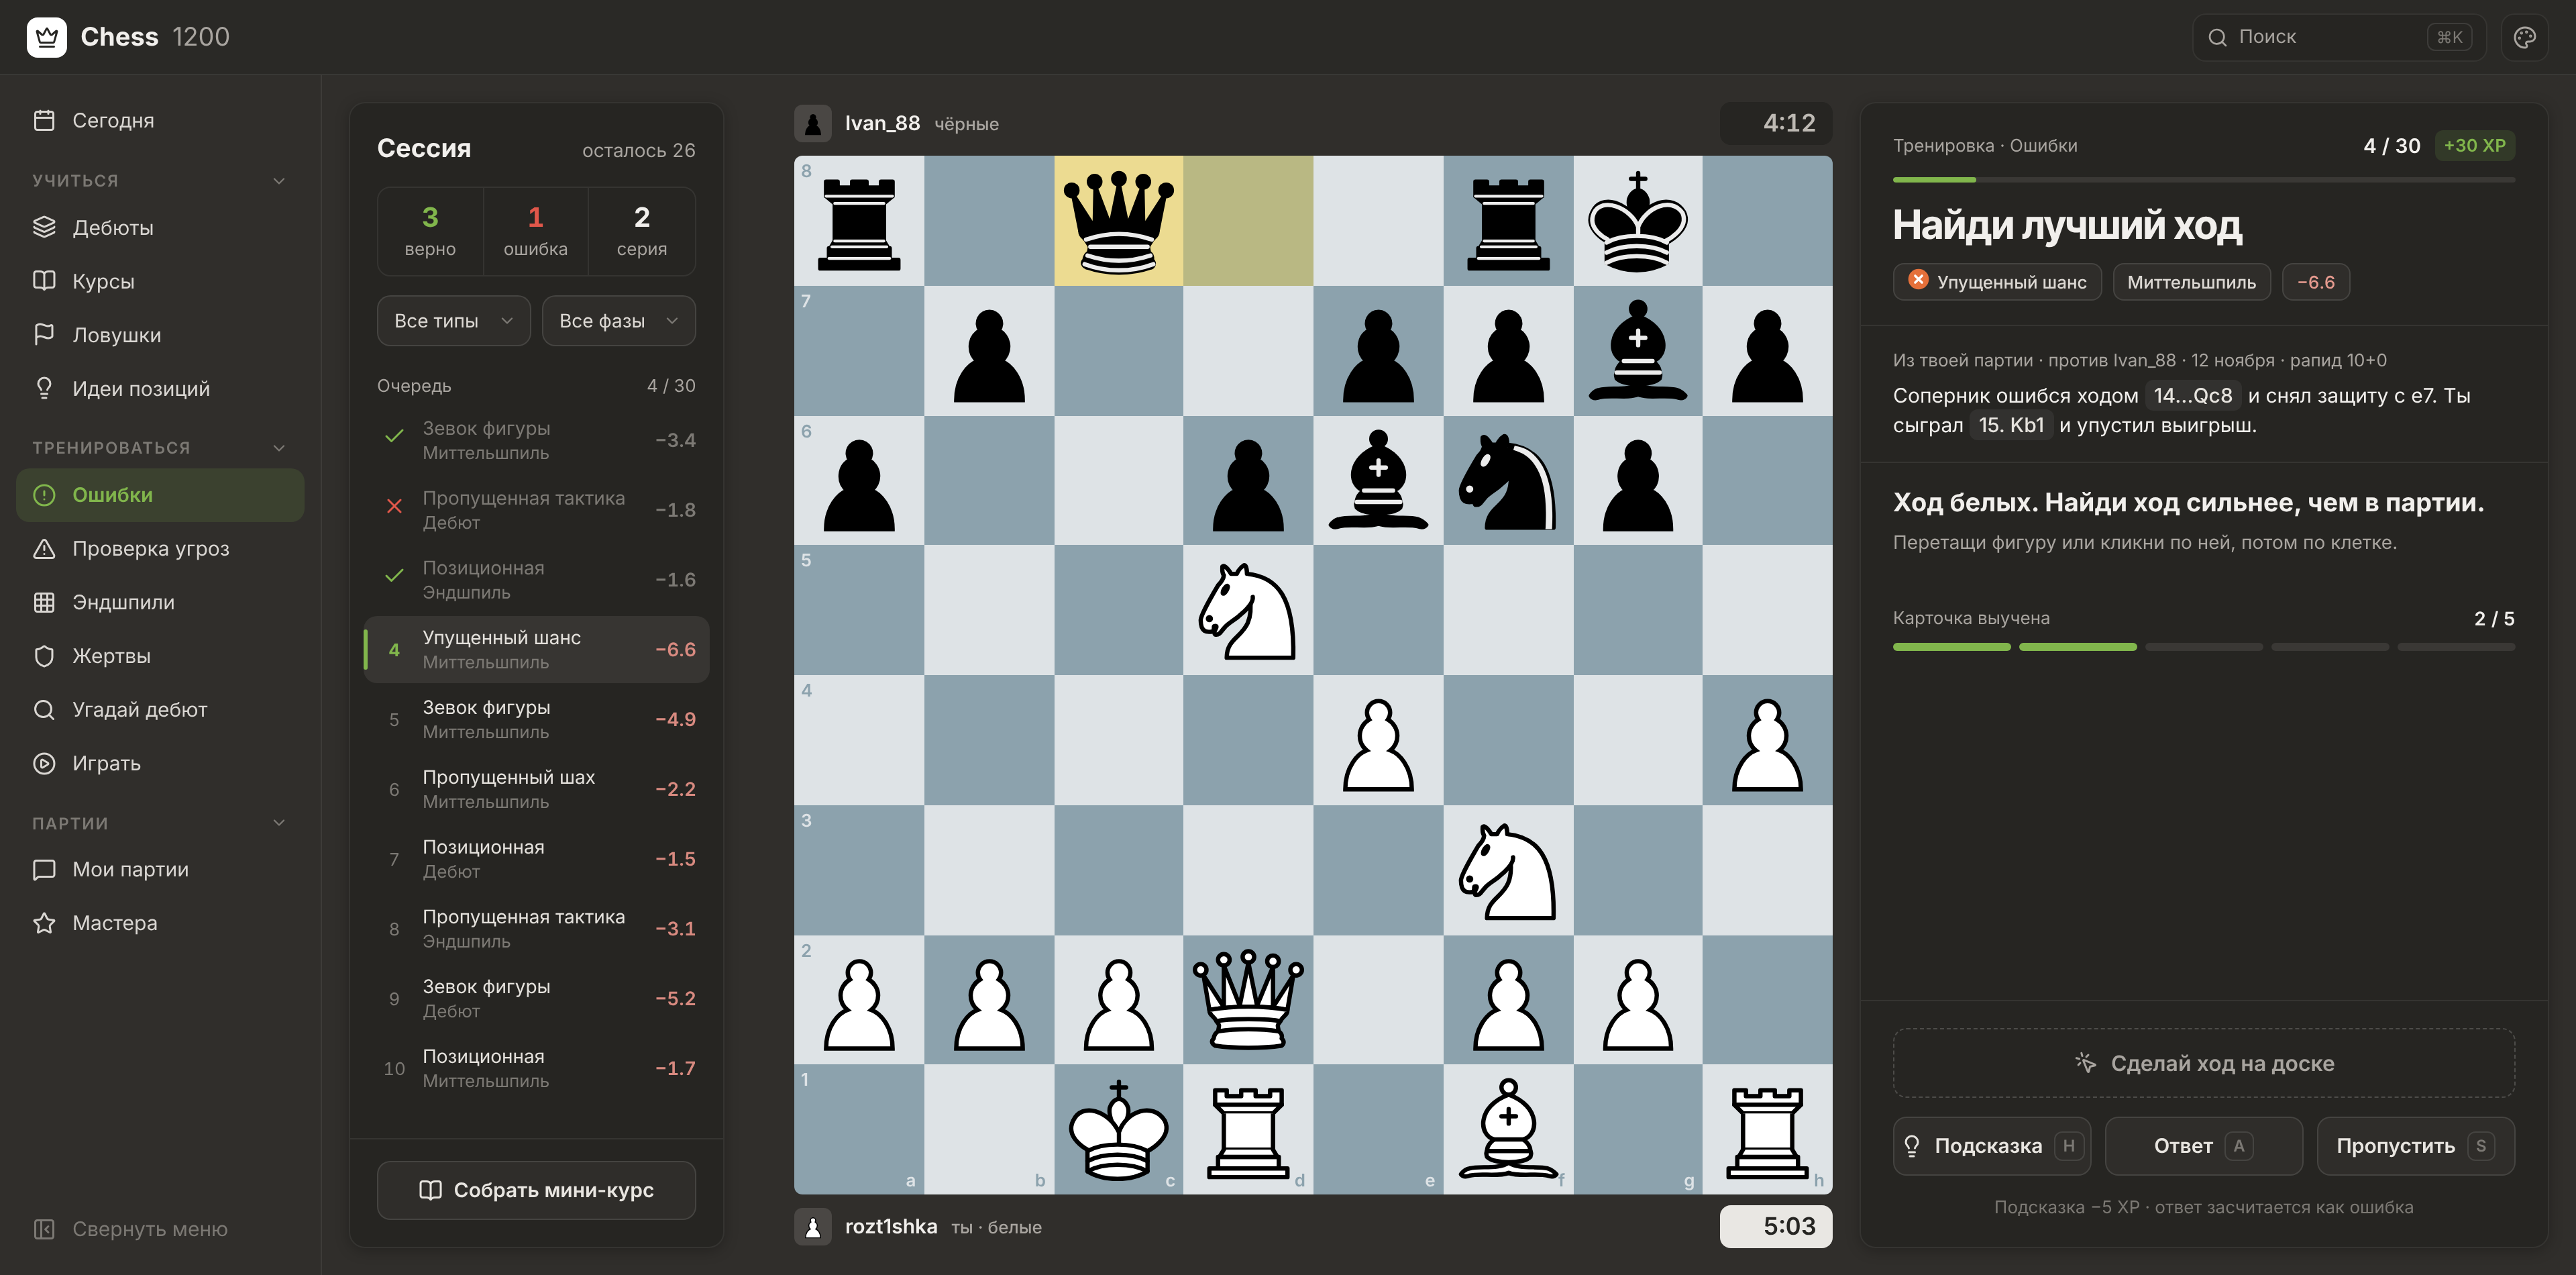 Chess 1200
Поиск
⌘K
Сегодня
УЧИТЬСЯ
Дебюты
Курсы
Ловушки
Идеи позиций
ТРЕНИРОВАТЬСЯ
Ошибки
Проверка угроз
Эндшпили
Жертвы
Угадай дебют
Играть
ПАРТИИ
Мои партии
Мастера
Свернуть меню
Сессия
осталось 26
3
верно
1
ошибка
2
серия
Все типы
Все фазы
Очередь
4 / 30
Зевок фигуры
Миттельшпиль
−3.4
Пропущенная тактика
Дебют
−1.8
Позиционная
Эндшпиль
−1.6
4
Упущенный шанс
Миттельшпиль
−6.6
5
Зевок фигуры
Миттельшпиль
−4.9
6
Пропущенный шах
Миттельшпиль
−2.2
7
Позиционная
Дебют
−1.5
8
Пропущенная тактика
Эндшпиль
−3.1
9
Зевок фигуры
Дебют
−5.2
10
Позиционная
Миттельшпиль
−1.7
Собрать мини-курс
Ivan_88 чёрные
4:12
8
7
6
5
4
3
2
1
a
b
c
d
e
f
g
h
rozt1shka ты · белые
5:03
Тренировка · Ошибки
4 / 30
+30 XP
Найди лучший ход
Упущенный шанс
Миттельшпиль
−6.6
Из твоей партии · против Ivan_88 · 12 ноября · рапид 10+0
Соперник ошибся ходом 14...Qc8 и снял защиту с e7. Ты
сыграл 15. Kb1 и упустил выигрыш.
Ход белых. Найди ход сильнее, чем в партии.
Перетащи фигуру или кликни по ней, потом по клетке.
Карточка выучена
2 / 5
Сделай ход на доске
Подсказка H
Ответ A
Пропустить S
Подсказка −5 XP · ответ засчитается как ошибка